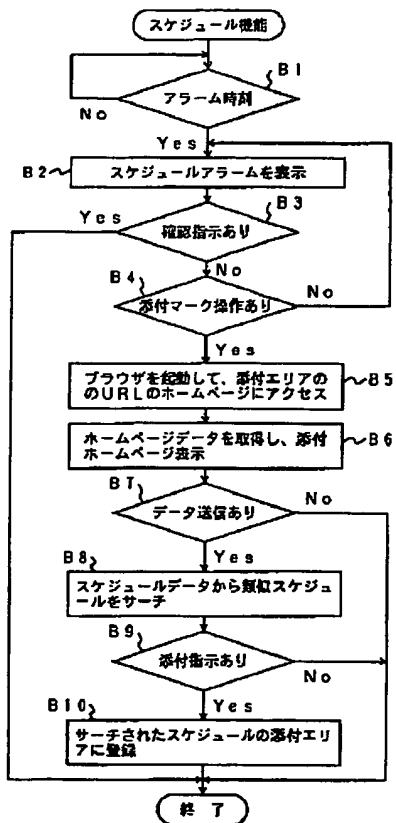 スケジュール機能
B1
アラーム時刻
No
Yes
B2
スケジュールアラームを表示
B3
Yes
確認指示あり
No
B4
添付マーク操作あり
No
Yes
ブラウザを起動して、添付エリアの
のURLのホームページにアクセス
B5
ホームページデータを取得し、添付
ホームページ表示
B6
B7
データ送信あり
No
Yes
B8
スケジュールデータから類似スケジュ
ールをサーチ
B9
添付指示あり
No
Yes
B10
サーチされたスケジュールの添付エリ
アに登録
終了